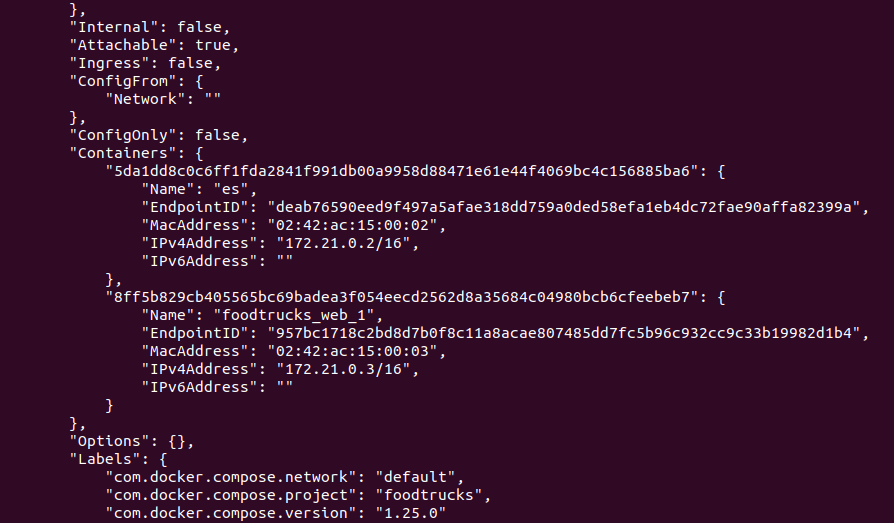 },
"Internal": false,
"Attachable": true,
"Ingress": false,
"ConfigFrom": {
"Network": ""
},
"ConfigOnly": false,
"Containers": {
"5da1dd8c0c6ff1fda2841f991db00a9958d88471e61e44f4069bc4c156885ba6": {
"Name": "es",
"EndpointID": "deab76590eed9f497a5afae318dd759a0ded58efa1eb4dc72fae90affa82399a",
"MacAddress": "02:42:ac:15:00:02",
"IPv4Address": "172.21.0.2/16",
"IPv6Address": ""
},
"8ff5b829cb405565bc69badea3f054eecd2562d8a35684c04980bcb6cfeebeb7": {
"Name": "foodtrucks_web_1",
"EndpointID": "957bc1718c2bd8d7b0f8c11a8acae807485dd7fc5b96c932cc9c33b19982d1b4",
"MacAddress": "02:42:ac:15:00:03",
"IPv4Address": "172.21.0.3/16",
"IPv6Address": ""
}
},
"Options": {},
"Labels": {
"com.docker.compose.network": "default",
"com.docker.compose.project": "foodtrucks",
"com.docker.compose.version": "1.25.0"